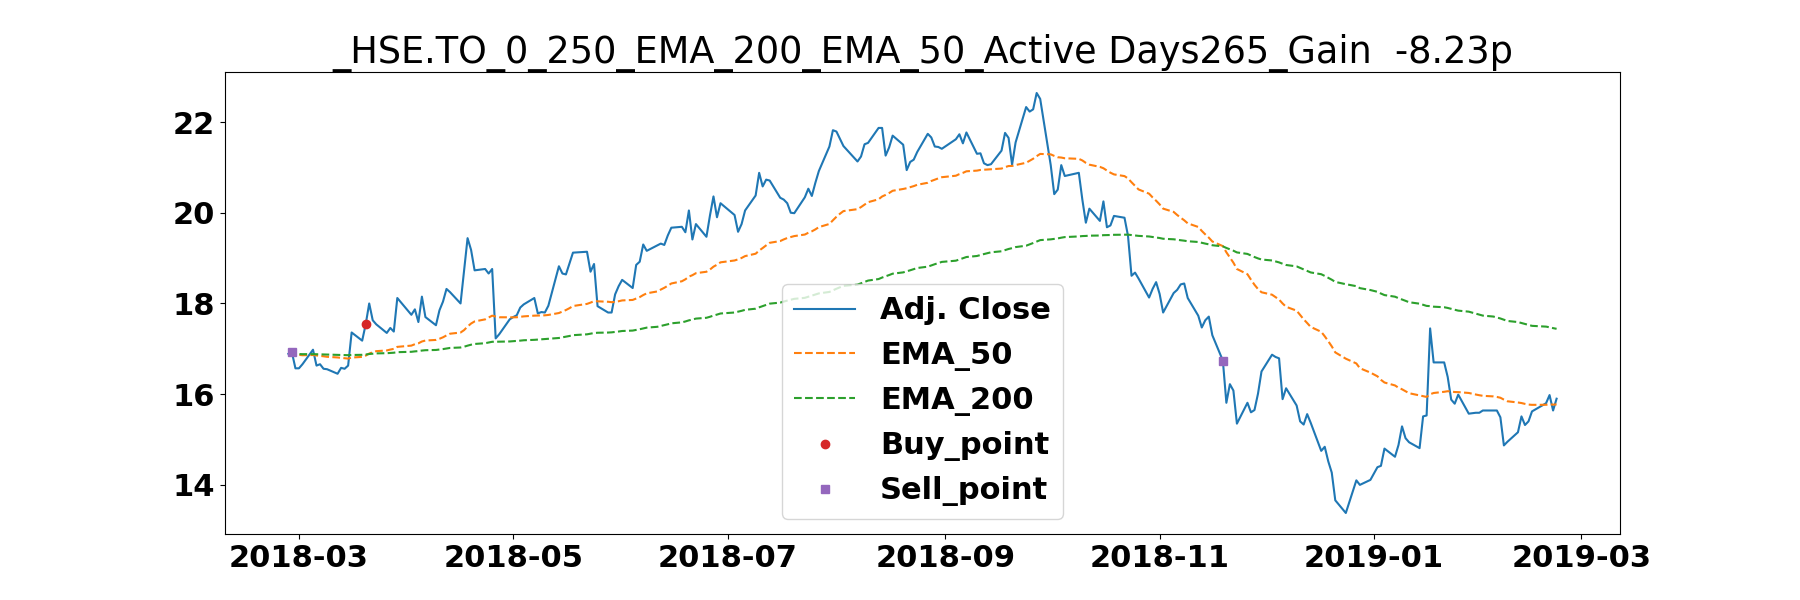 _HSE.TO_0_250_EMA_200_EMA_50_Active Days265_Gain  -8.23p
22
20
18
16
14
Adj. Close
EMA_50
EMA_200
Buy_point
Sell_point
2018-03 2018-05 2018-07 2018-09 2018-11 2019-01 2019-03